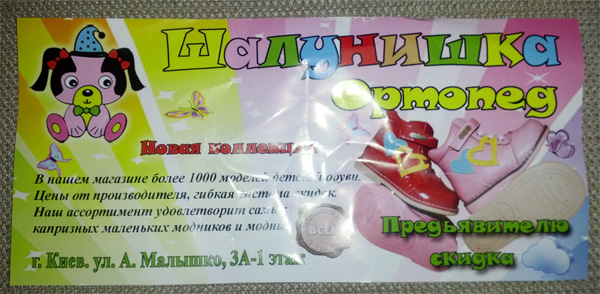 Шалунишка
Ортопед
Новая коллекция
В нашем магазине более 1000 моделей детской обуви.
Цены от производителя, гибкая система скидок.
Наш ассортимент удовлетворит самых
капризных маленьких модников и модниц
ВСЕМ
Предъявителю
скидка
г. Киев. ул. А. Малышко, 3А-1 этаж